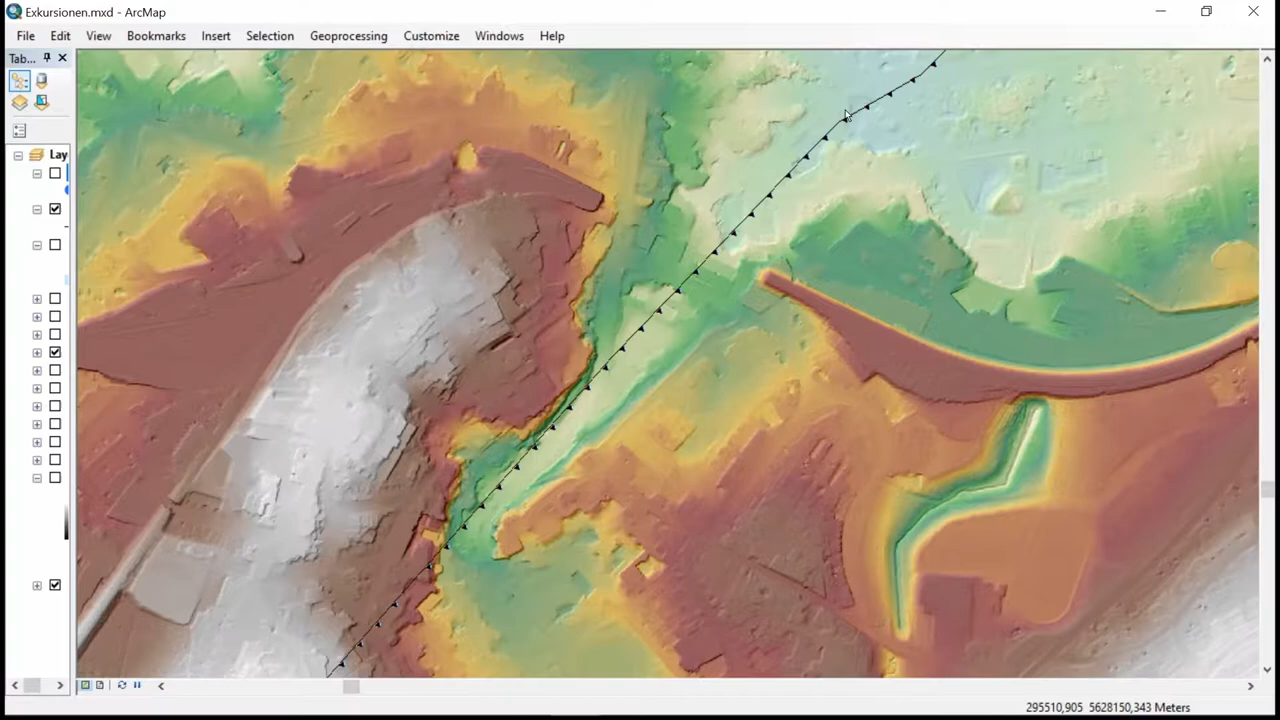 Exkursionen.mxd - ArcMap
File Edit View Bookmarks Insert Selection Geoprocessing Customize Windows Help
Tab...
Lay
295510,905 5628150,343 Meters